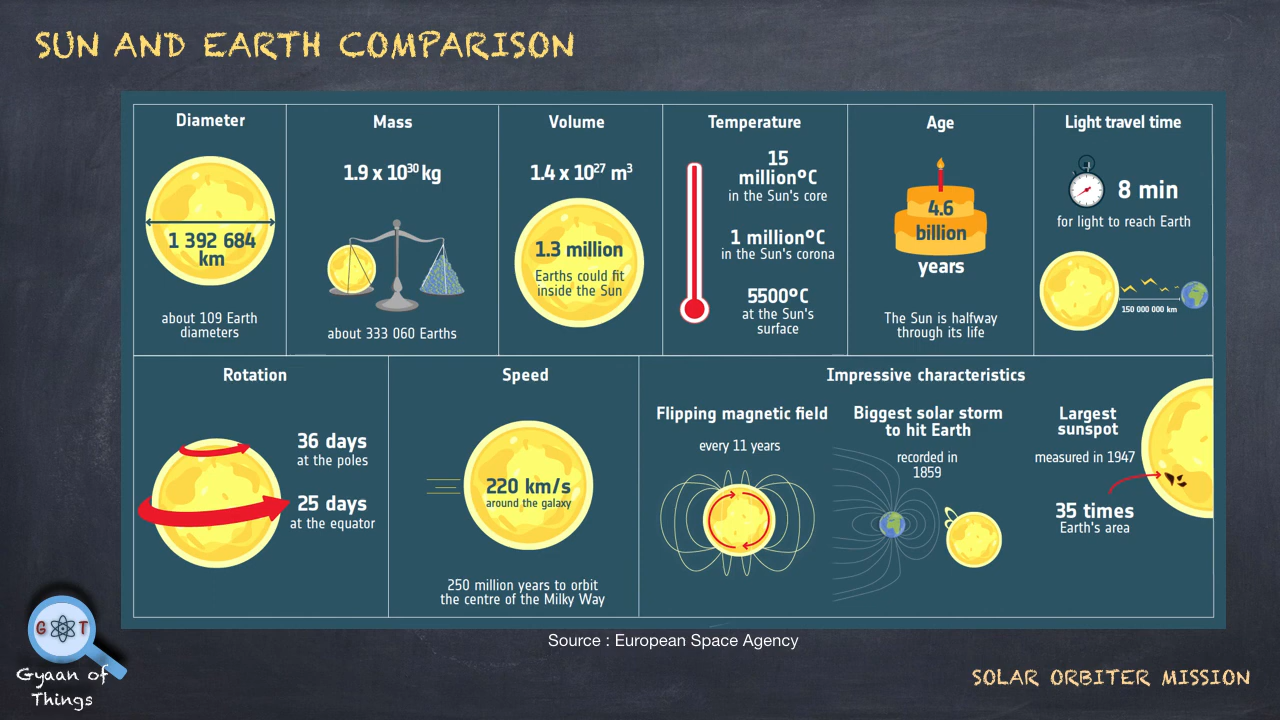 SUN AND EARTH COMPARISON
Diameter
1 392 684
km
about 109 Earth
diameters
Mass
1.9 x 10³⁰ kg
about 333 060 Earths
Volume
1.4 x 10²⁷ m³
1.3 million
Earths could fit
inside the Sun
Temperature
15
millionºC
in the Sun's core
1 millionºC
in the Sun's corona
5500ºC
at the Sun's
surface
Age
4.6
billion
years
The Sun is halfway
through its life
Light travel time
8 min
for light to reach Earth
150 000 000 km
Rotation
36 days
at the poles
25 days
at the equator
Speed
220 km/s
around the galaxy
250 million years to orbit
the centre of the Milky Way
Impressive characteristics
Flipping magnetic field
every 11 years
Biggest solar storm
to hit Earth
recorded in
1859
Largest
sunspot
measured in 1947
35 times
Earth's area
Source : European Space Agency
G T
Gyaan of
Things
SOLAR ORBITER MISSION